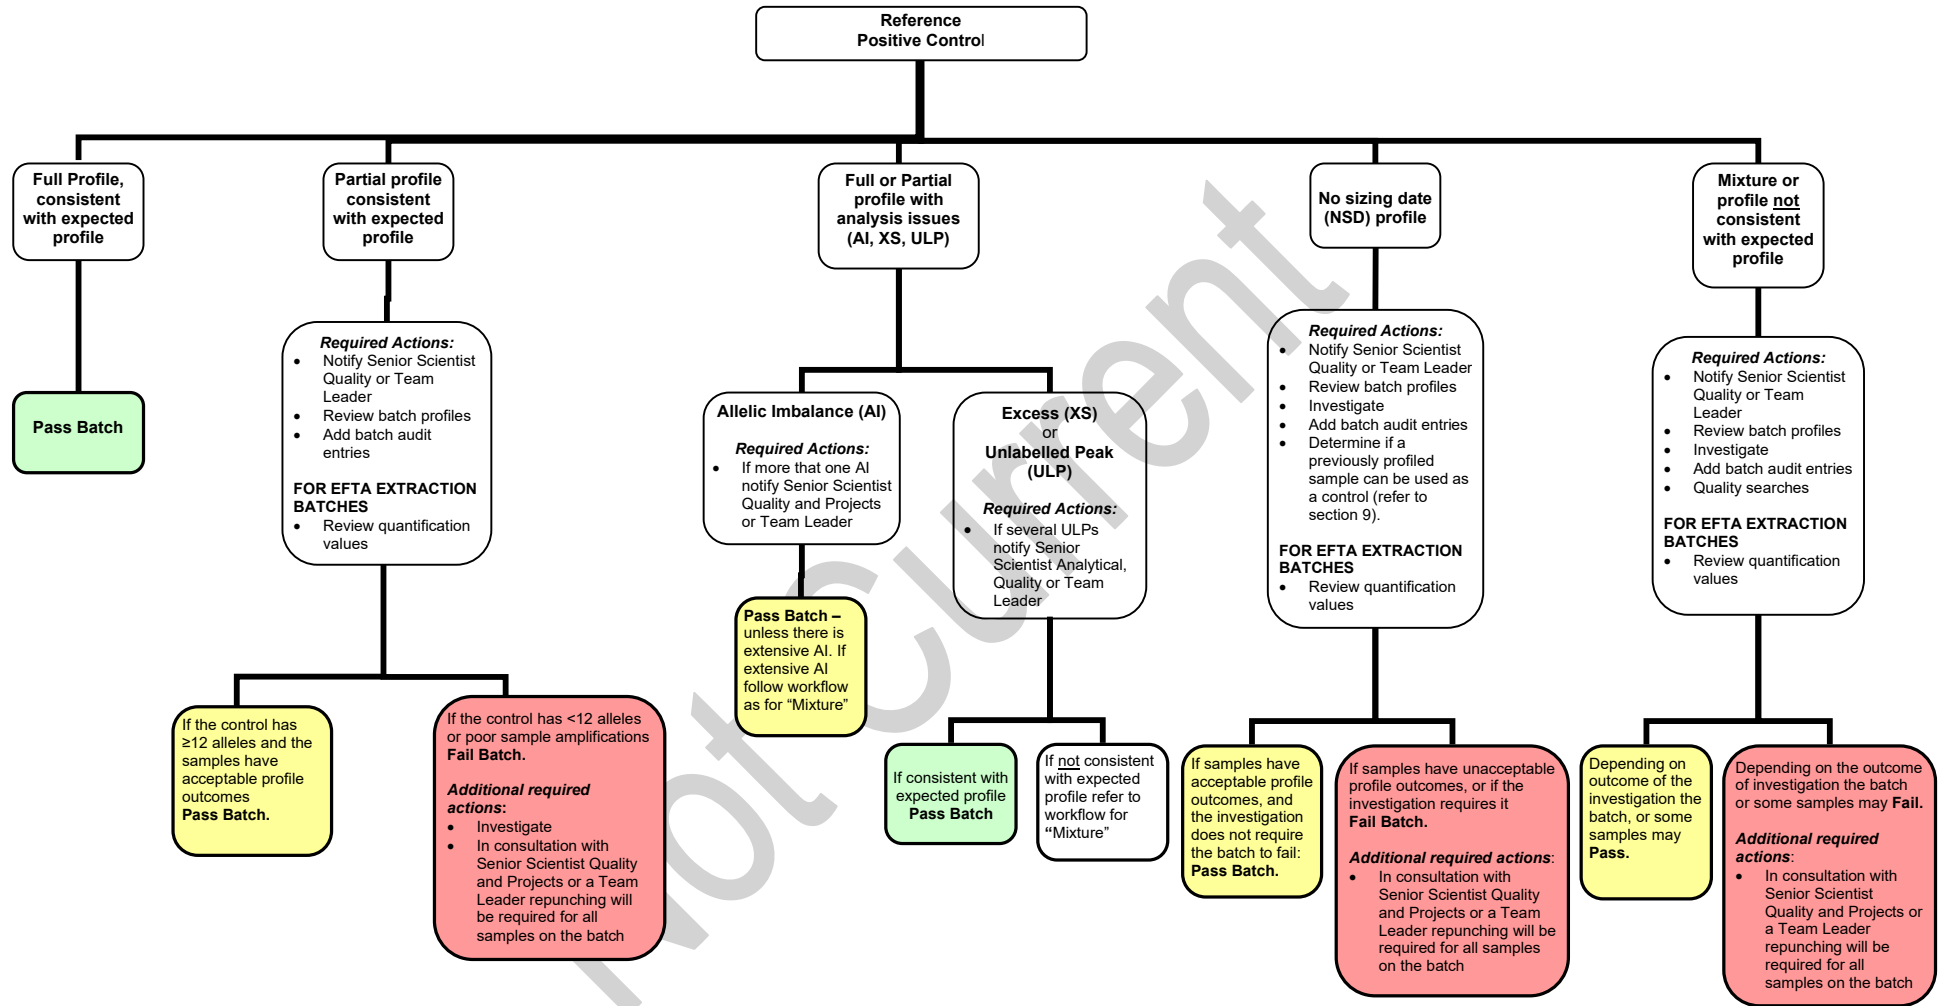 Reference
Positive Control
Full Profile,
consistent
with expected
profile
Pass Batch
Partial profile
consistent
with expected
profile
Required Actions:
• Notify Senior Scientist
Quality or Team
Leader
• Review batch profiles
• Add batch audit
entries
FOR EFTA EXTRACTION
BATCHES
• Review quantification
values
If the control has
≥12 alleles and the
samples have
acceptable profile
outcomes
Pass Batch.
If the control has <12 alleles
or poor sample amplifications
Fail Batch.
Additional required
actions:
• Investigate
• In consultation with
Senior Scientist Quality
and Projects or a Team
Leader repunching will
be required for all
samples on the batch
Full or Partial
profile with
analysis issues
(AI, XS, ULP)
Allelic Imbalance (AI)
Required Actions:
• If more that one AI
notify Senior Scientist
Quality and Projects
or Team Leader
Pass Batch –
unless there is
extensive AI. If
extensive AI
follow workflow
as for “Mixture”
Excess (XS)
or
Unlabelled Peak
(ULP)
Required Actions:
• If several ULPs
notify Senior
Scientist Analytical,
Quality or Team
Leader
If consistent with
expected profile
Pass Batch
If not consistent
with expected
profile refer to
workflow for
“Mixture”
No sizing date
(NSD) profile
Required Actions:
• Notify Senior Scientist
Quality or Team Leader
• Review batch profiles
• Investigate
• Add batch audit entries
• Determine if a
previously profiled
sample can be used as
a control (refer to
section 9).
FOR EFTA EXTRACTION
BATCHES
• Review quantification
values
If samples have
acceptable profile
outcomes, and
the investigation
does not require
the batch to fail:
Pass Batch.
If samples have unacceptable
profile outcomes, or if the
investigation requires it
Fail Batch.
Additional required actions:
• In consultation with
Senior Scientist Quality
and Projects or a Team
Leader repunching will be
required for all samples
on the batch
Mixture or
profile not
consistent
with expected
profile
Required Actions:
• Notify Senior Scientist
Quality or Team
Leader
• Review batch profiles
• Investigate
• Add batch audit entries
• Quality searches
FOR EFTA EXTRACTION
BATCHES
• Review quantification
values
Depending on
outcome of the
investigation the
batch, or some
samples may
Pass.
Depending on the outcome
of investigation the batch
or some samples may Fail.
Additional required
actions:
• In consultation with
Senior Scientist
Quality and Projects or
a Team Leader
repunching will be
required for all
samples on the batch
Not Current